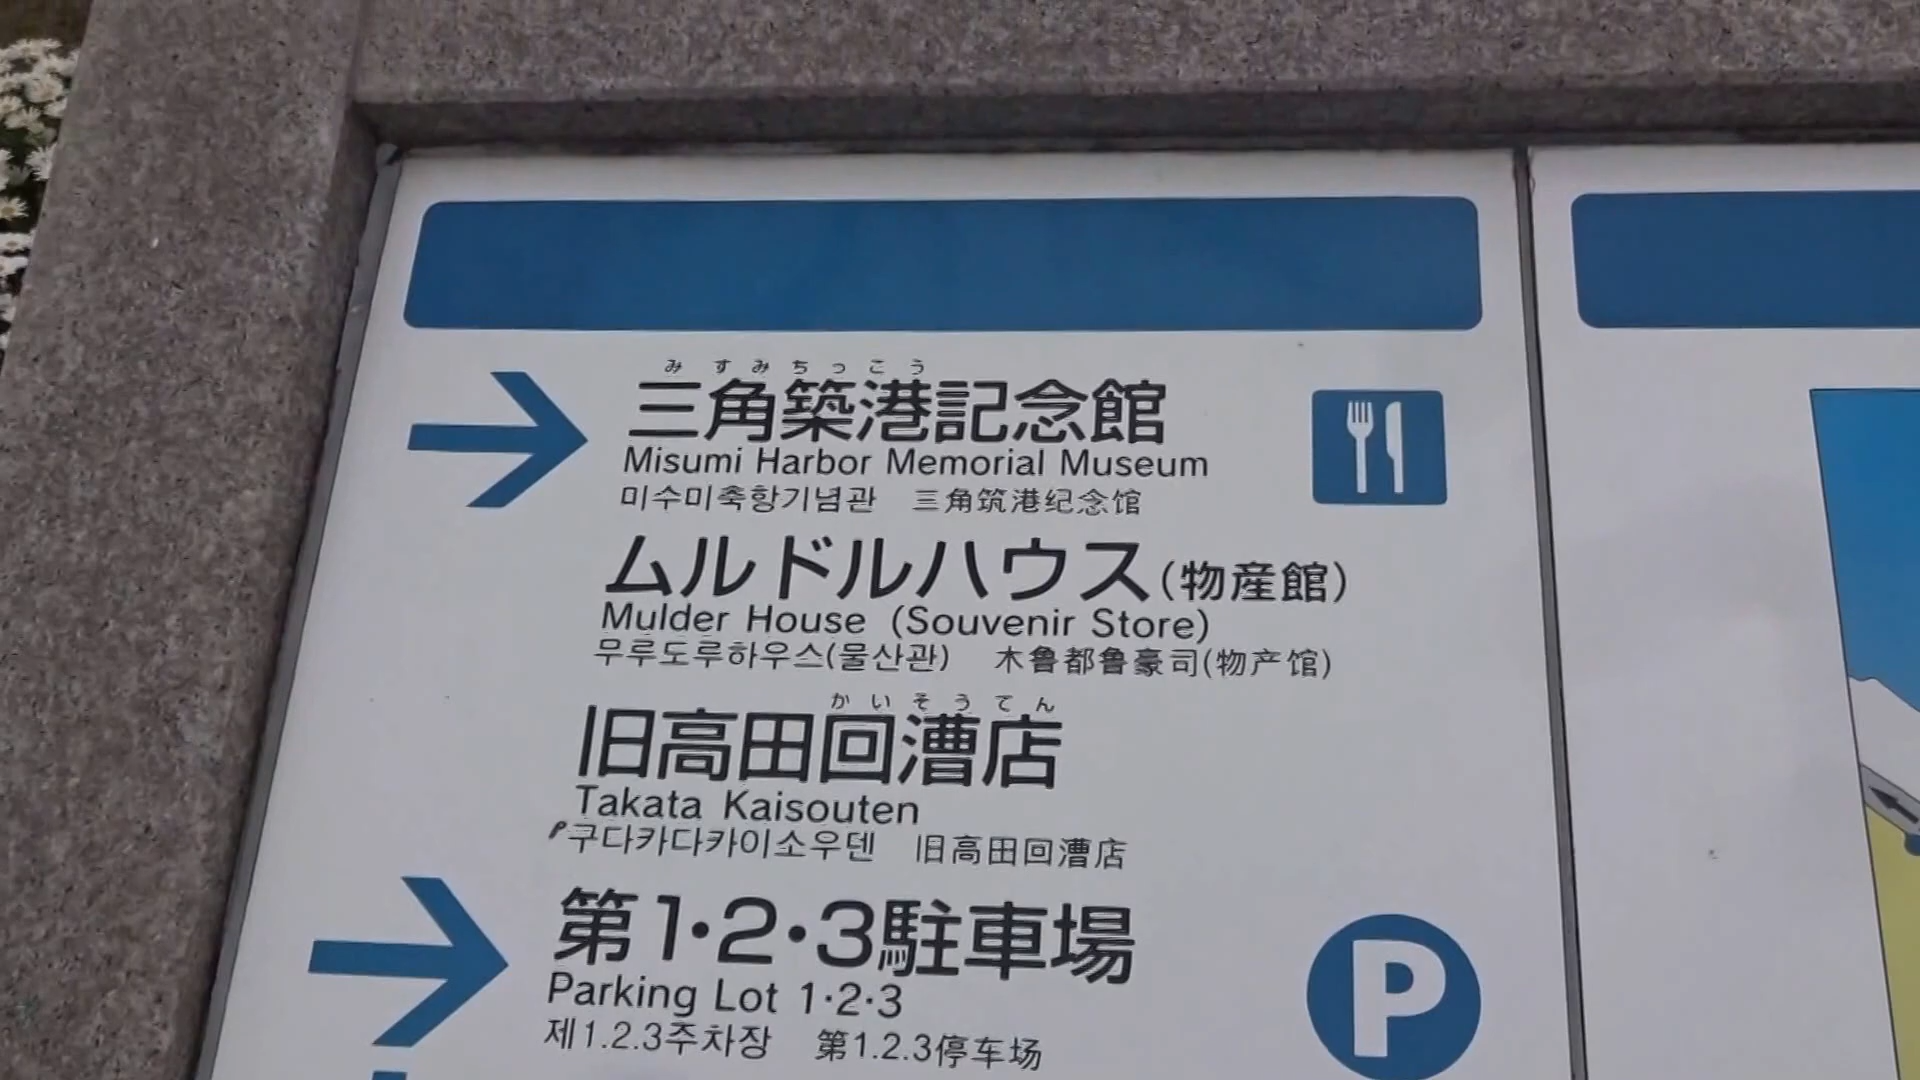 みすみちっこう
三角築港記念館
Misumi Harbor Memorial Museum
미수미축항기념관 三角筑港纪念馆
ムルドルハウス(物産館)
Mulder House (Souvenir Store)
무루도루하우스(물산관) 木鲁都鲁豪司(物产馆)
かいそうてん
旧高田回漕店
Takata Kaisouten
구다카다카이소우텐 旧高田回漕店
第1・2・3駐車場
P
Parking Lot 1・2・3
제1.2.3주차장 第1.2.3停车场